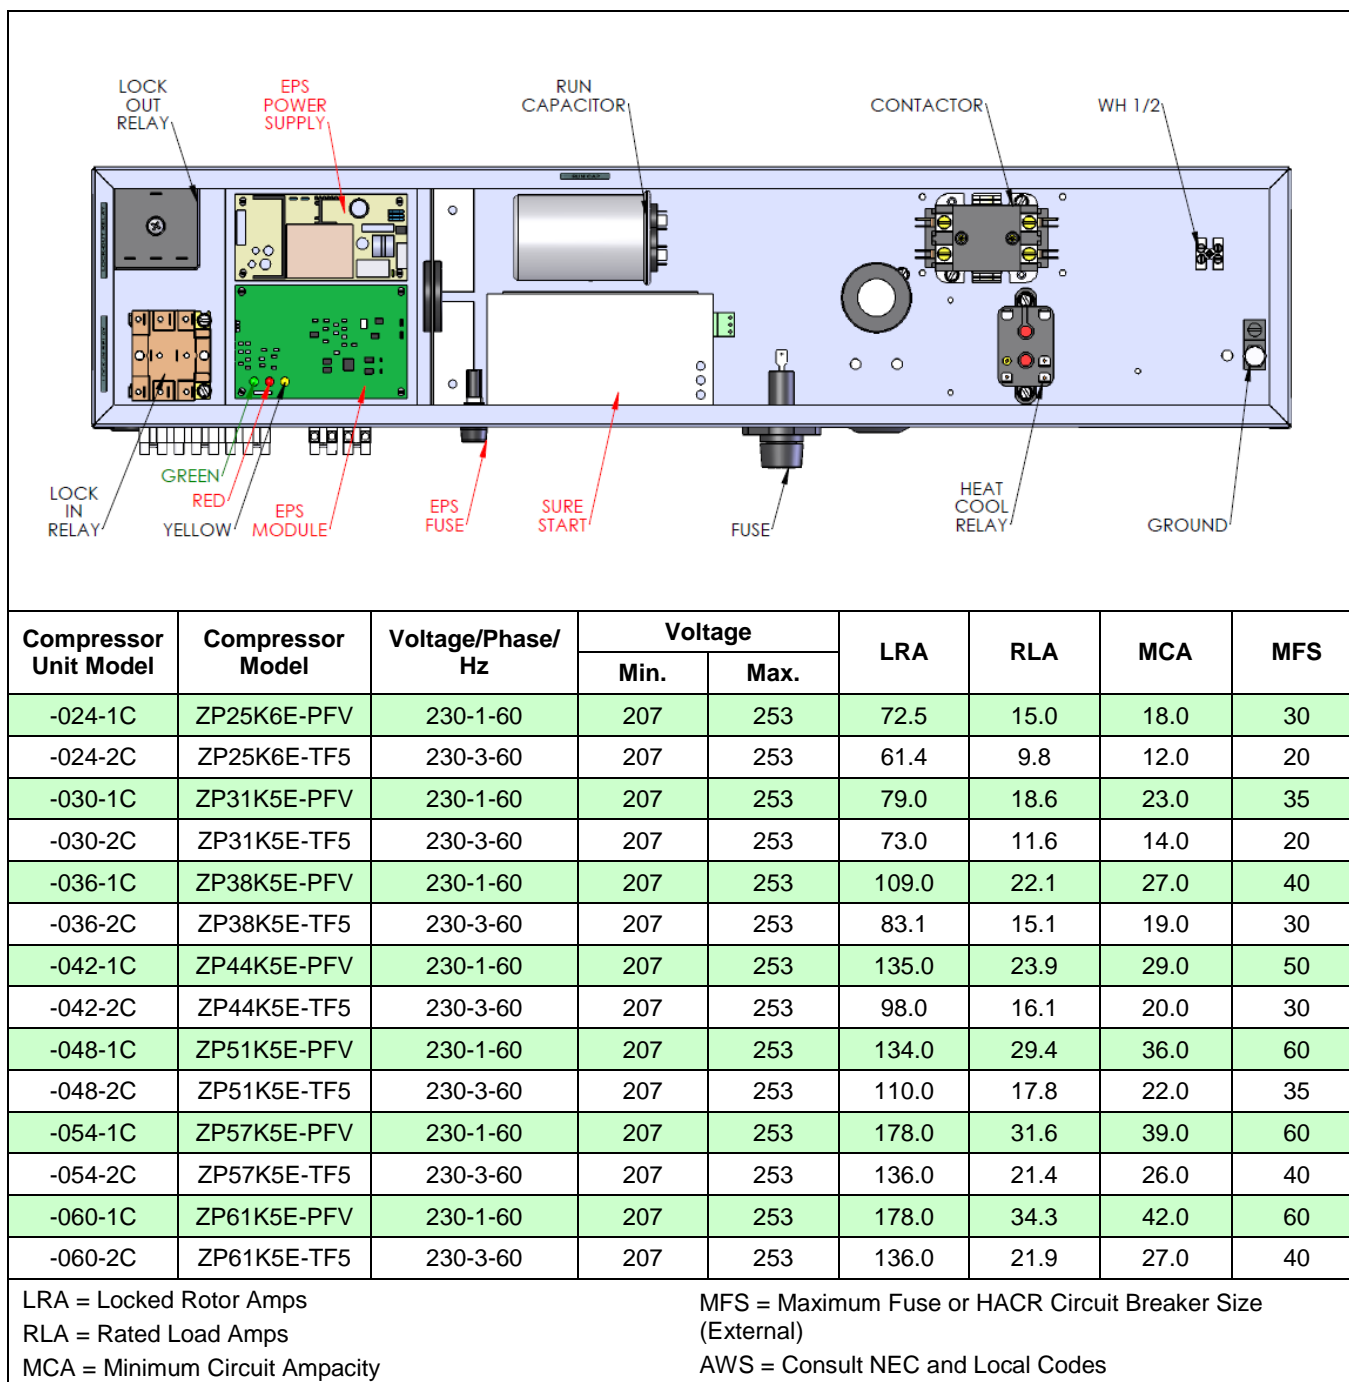 LOCK
OUT
RELAY
EPS
POWER
SUPPLY
RUN
CAPACITOR
CONTACTOR
WH 1/2
GREEN
RED
YELLOW
LOCK
IN
RELAY
EPS
MODULE
EPS
FUSE
SURE
START
FUSE
HEAT
COOL
RELAY
GROUND
Compressor Unit Model | Compressor Model | Voltage/Phase/ Hz | Voltage | LRA | RLA | MCA | MFS
Min. | Max.
-024-1C | ZP25K6E-PFV | 230-1-60 | 207 | 253 | 72.5 | 15.0 | 18.0 | 30
-024-2C | ZP25K6E-TF5 | 230-3-60 | 207 | 253 | 61.4 | 9.8 | 12.0 | 20
-030-1C | ZP31K5E-PFV | 230-1-60 | 207 | 253 | 79.0 | 18.6 | 23.0 | 35
-030-2C | ZP31K5E-TF5 | 230-3-60 | 207 | 253 | 73.0 | 11.6 | 14.0 | 20
-036-1C | ZP38K5E-PFV | 230-1-60 | 207 | 253 | 109.0 | 22.1 | 27.0 | 40
-036-2C | ZP38K5E-TF5 | 230-3-60 | 207 | 253 | 83.1 | 15.1 | 19.0 | 30
-042-1C | ZP44K5E-PFV | 230-1-60 | 207 | 253 | 135.0 | 23.9 | 29.0 | 50
-042-2C | ZP44K5E-TF5 | 230-3-60 | 207 | 253 | 98.0 | 16.1 | 20.0 | 30
-048-1C | ZP51K5E-PFV | 230-1-60 | 207 | 253 | 134.0 | 29.4 | 36.0 | 60
-048-2C | ZP51K5E-TF5 | 230-3-60 | 207 | 253 | 110.0 | 17.8 | 22.0 | 35
-054-1C | ZP57K5E-PFV | 230-1-60 | 207 | 253 | 178.0 | 31.6 | 39.0 | 60
-054-2C | ZP57K5E-TF5 | 230-3-60 | 207 | 253 | 136.0 | 21.4 | 26.0 | 40
-060-1C | ZP61K5E-PFV | 230-1-60 | 207 | 253 | 178.0 | 34.3 | 42.0 | 60
-060-2C | ZP61K5E-TF5 | 230-3-60 | 207 | 253 | 136.0 | 21.9 | 27.0 | 40
LRA = Locked Rotor Amps
RLA = Rated Load Amps
MCA = Minimum Circuit Ampacity
MFS = Maximum Fuse or HACR Circuit Breaker Size
(External)
AWS = Consult NEC and Local Codes